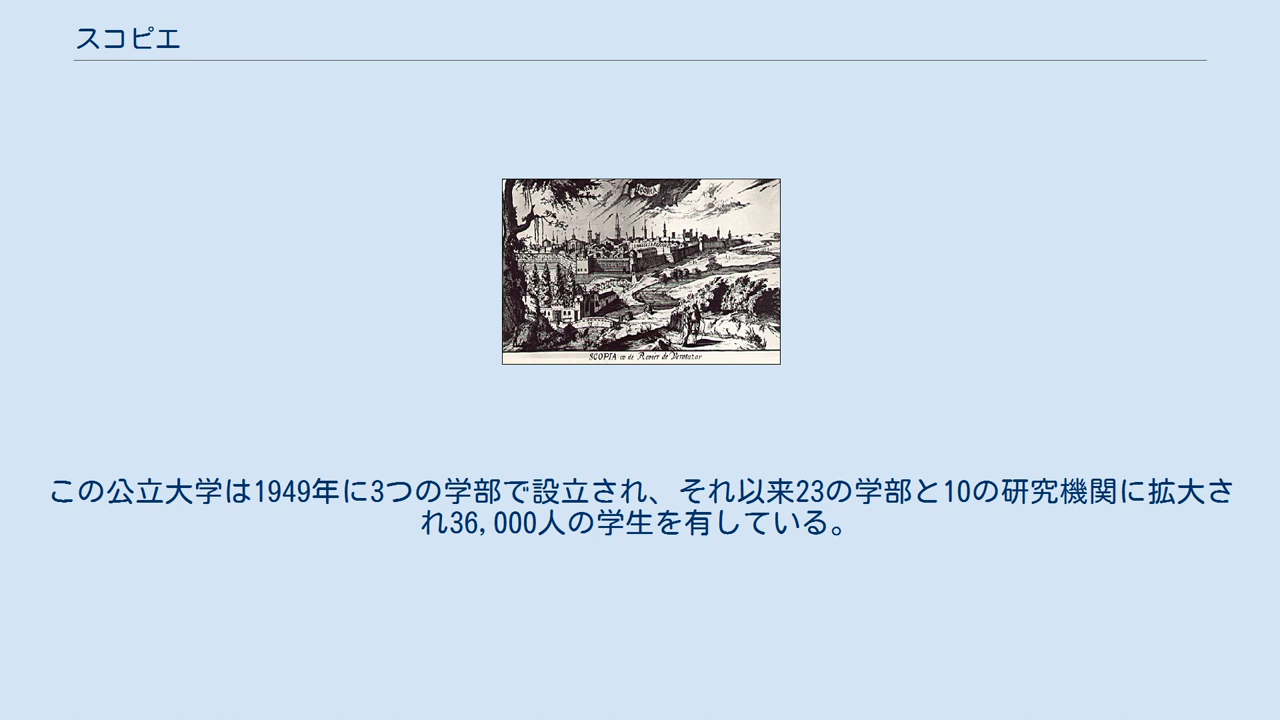 スコピエ
SCOPIA
この公立大学は1949年に3つの学部で設立され、それ以来23の学部と10の研究機関に拡大さ
れ36,000人の学生を有している。